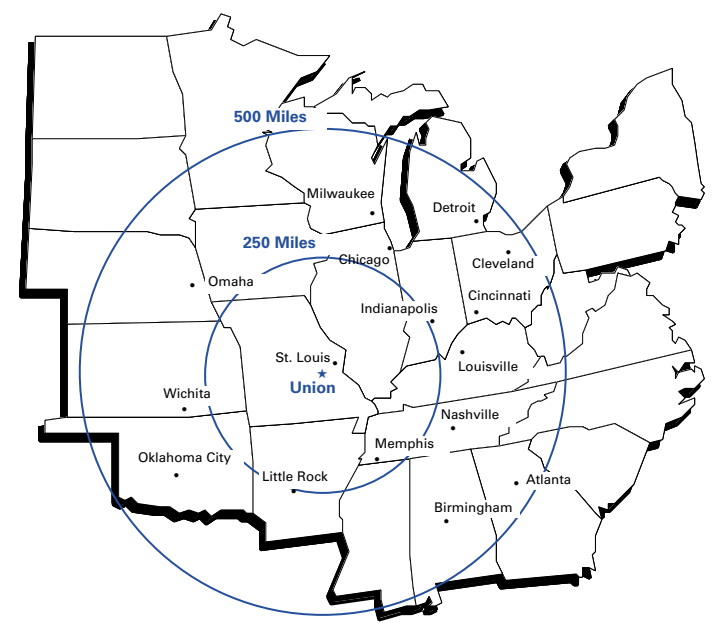 500 Miles
Milwaukee
Detroit
250 Miles
Chicago
Cleveland
Omaha
Cincinnati
Indianapolis
St. Louis
Louisville
Union
Wichita
Nashville
Memphis
Oklahoma City
Little Rock
Atlanta
Birmingham